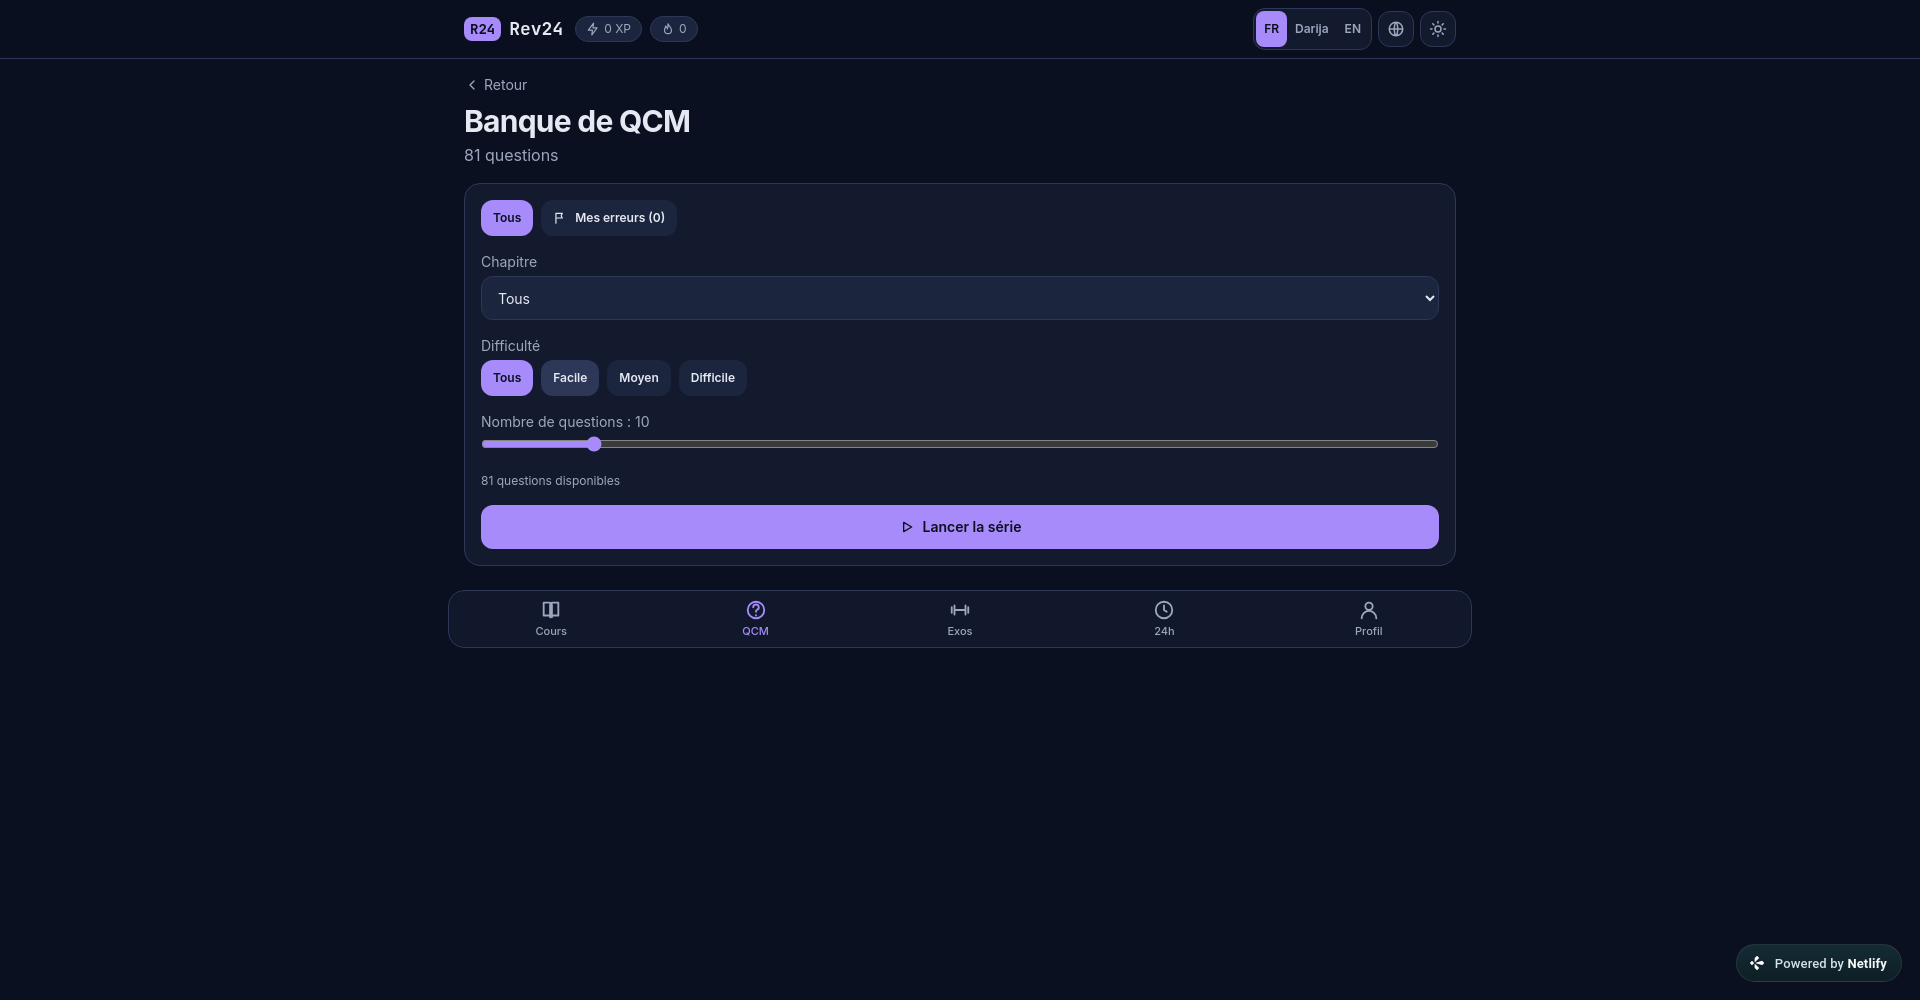 R24 Rev24 0 XP 0 FR Darija EN
Retour
Banque de QCM
81 questions
Tous Mes erreurs (0)
Chapitre
Tous
Difficulté
Tous Facile Moyen Difficile
Nombre de questions : 10
81 questions disponibles
Lancer la série
Cours QCM Exos 24h Profil
Powered by Netlify